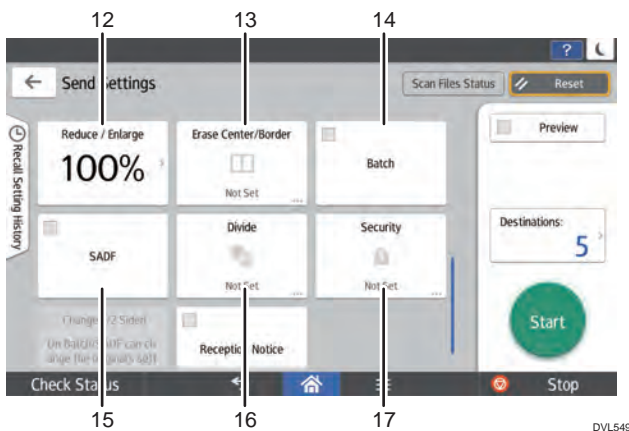 12 13 14
?
Send Settings
Scan Files Status
Reset
Recall Setting History
Reduce / Enlarge
100%
Erase Center/Border
Not Set
...
Batch
Preview
SADF
Divide
Not Set
...
Security
Not Set
...
Destinations:
5
Start
Reception Notice
Check Status
Stop
15 16 17
DVL549